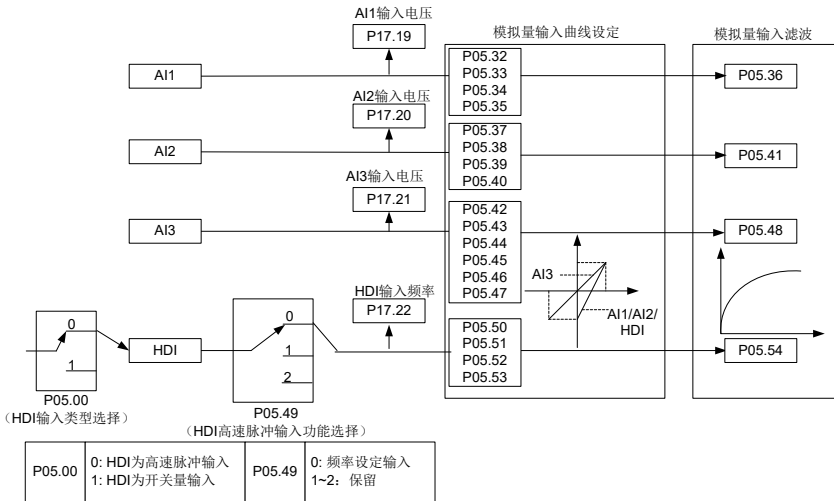 AI1输入电压
模拟量输入曲线设定
模拟量输入滤波
P17.19
AI1
P05.32
P05.33
P05.34
P05.35
P05.36
AI2输入电压
P17.20
AI2
P05.37
P05.38
P05.39
P05.40
P05.41
AI3输入电压
P17.21
AI3
P05.42
P05.43
P05.44
P05.45
P05.46
P05.47
P05.48
AI3
AI1/AI2/
HDI
HDI输入频率
P17.22
0
1
HDI
0
1
2
P05.50
P05.51
P05.52
P05.53
P05.54
P05.00
(HDI输入类型选择)
P05.49
(HDI高速脉冲输入功能选择)
P05.00
0: HDI为高速脉冲输入
1: HDI为开关量输入
P05.49
0: 频率设定输入
1~2：保留